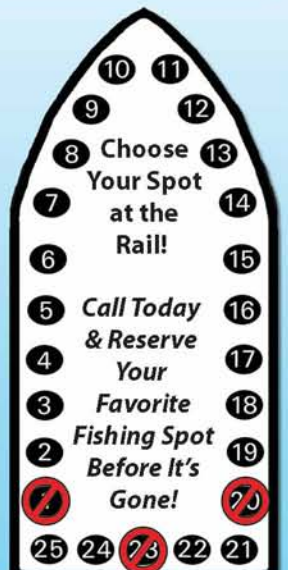 10 11
9 12
8 Choose 13
Your Spot
7 at the 14
Rail!
6 15
5 Call Today 16
& Reserve
4 Your 17
3 Favorite 18
Fishing Spot
2 Before It's 19
Gone! 20
25 24 23 22 21